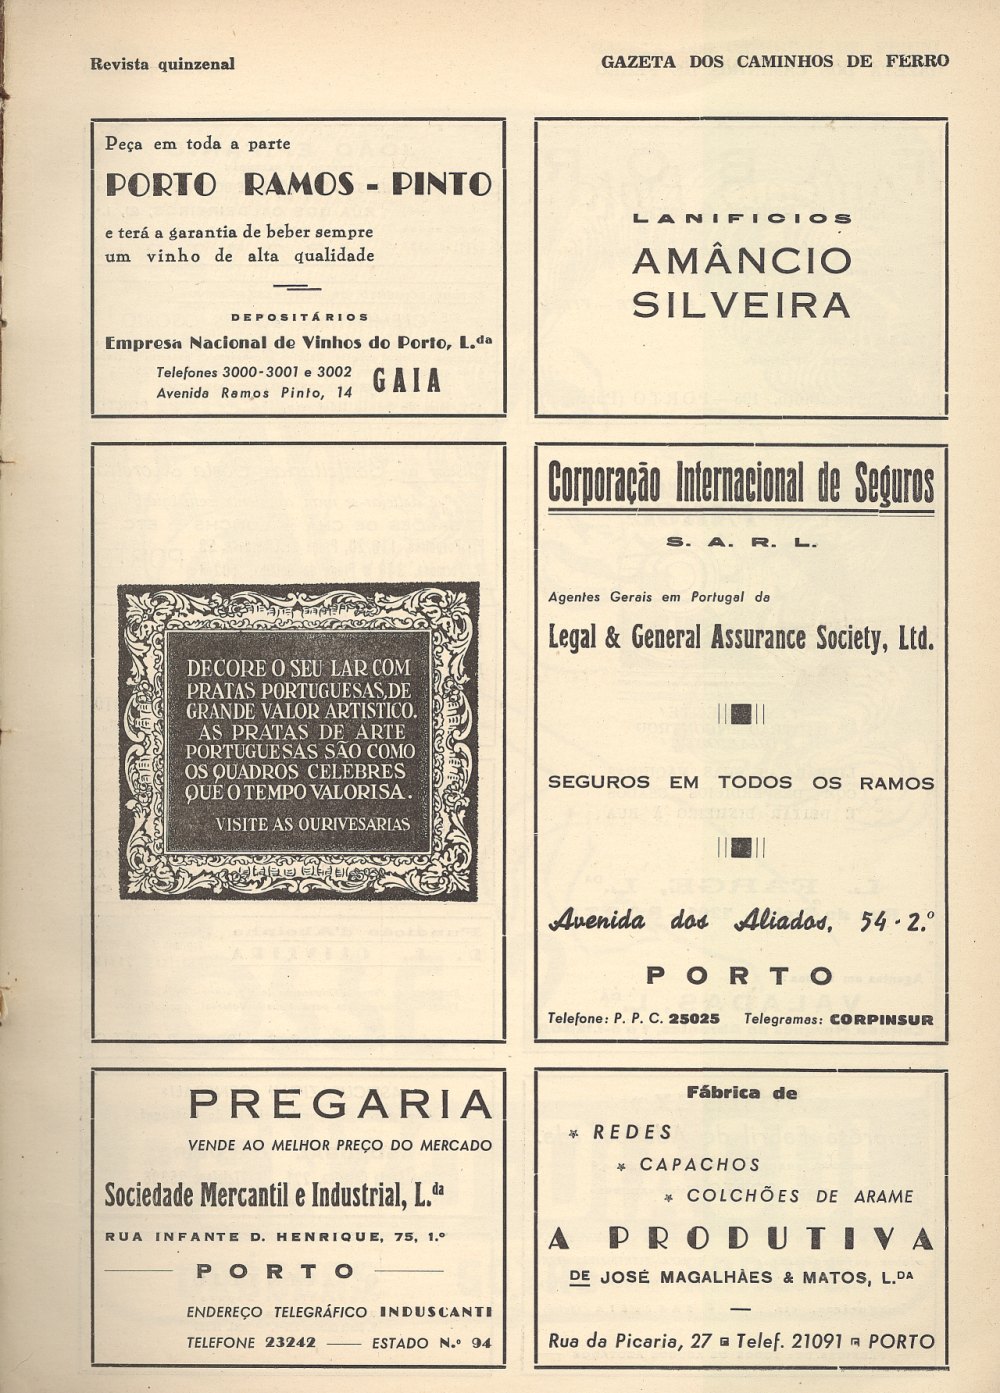 Revista quinzenal
GAZETA DOS CAMINHOS DE FERRO
Peça em toda a parte
PORTO RAMOS - PINTO
e terá a garantia de beber sempre
um vinho de alta qualidade
DEPOSITÁRIOS
Empresa Nacional de Vinhos do Porto, L.da
Telefones 3000-3001 e 3002
Avenida Ramos Pinto, 14
GAIA
LANIFICIOS
AMÂNCIO
SILVEIRA
DECORE O SEU LAR COM
PRATAS PORTUGUESAS, DE
GRANDE VALOR ARTISTICO.
AS PRATAS DE ARTE
PORTUGUESAS SÃO COMO
OS QUADROS CELEBRES
QUE O TEMPO VALORISA.
VISITE AS OURIVESARIAS
Corporação Internacional de Seguros
S. A. R. L.
Agentes Gerais em Portugal da
Legal & General Assurance Society, Ltd.
SEGUROS EM TODOS OS RAMOS
Avenida dos Aliados, 54-2.º
PORTO
Telefone: P. P. C. 25025 Telegramas: CORPINSUR
PREGARIA
VENDE AO MELHOR PREÇO DO MERCADO
Sociedade Mercantil e Industrial, L.da
RUA INFANTE D. HENRIQUE, 75, 1.º
PORTO
ENDEREÇO TELEGRÁFICO INDUSCANTI
TELEFONE 23242 — ESTADO N.º 94
Fábrica de
* REDES
* CAPACHOS
* COLCHÕES DE ARAME
A PRODUTIVA
DE JOSÉ MAGALHÃES & MATOS, L.DA
Rua da Picaria, 27 ▪ Telef. 21091 ▪ PORTO